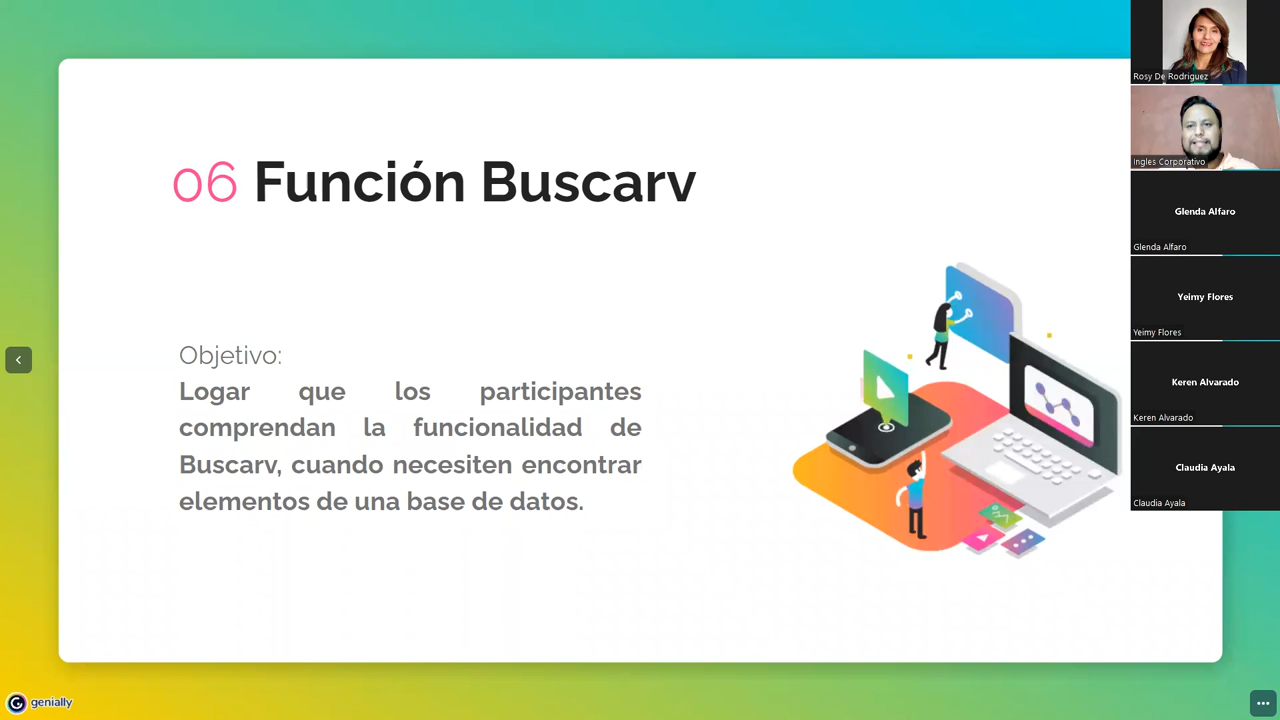 06 Función Buscarv
Objetivo:
Logar que los participantes
comprendan la funcionalidad de
Buscarv, cuando necesiten encontrar
elementos de una base de datos.
Rosy De Rodriguez
Ingles Corporativo
Glenda Alfaro
Glenda Alfaro
Yeimy Flores
Yeimy Flores
Keren Alvarado
Keren Alvarado
Claudia Ayala
Claudia Ayala
genially